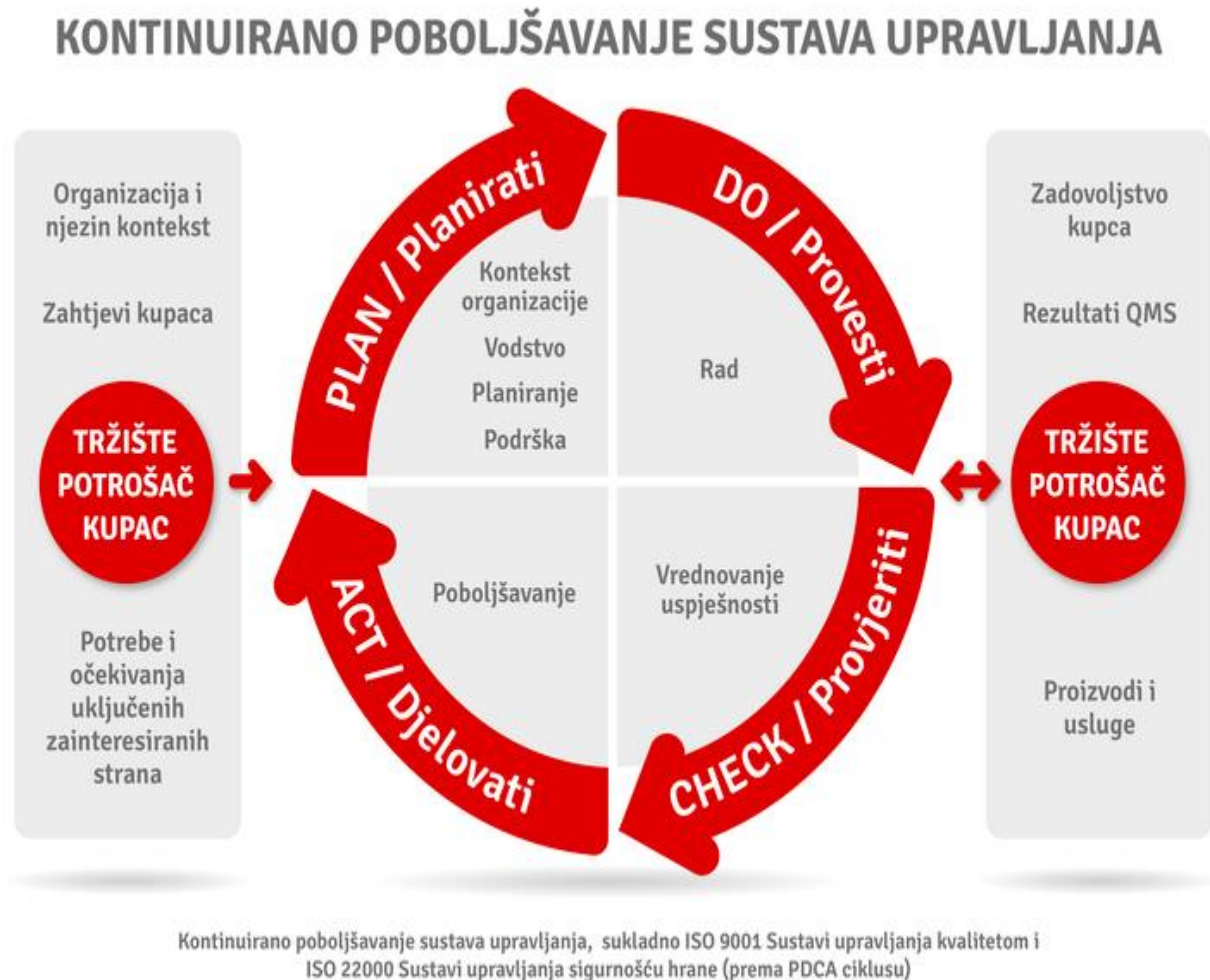 KONTINUIRANO POBOLJŠAVANJE SUSTAVA UPRAVLJANJA
Organizacija i
njezin kontekst
Zahtjevi kupaca
TRŽIŠTE
POTROŠAČ
KUPAC
Potrebe i
očekivanja
uključenih
zainteresiranih
strana
PLAN / Planirati
Kontekst
organizacije
Vodstvo
Planiranje
Podrška
DO / Provesti
Rad
CHECK / Provjeriti
Vrednovanje
uspješnosti
ACT / Djelovati
Poboljšavanje
Zadovoljstvo
kupca
Rezultati QMS
TRŽIŠTE
POTROŠAČ
KUPAC
Proizvodi i
usluge
Kontinuirano poboljšavanje sustava upravljanja, sukladno ISO 9001 Sustavi upravljanja kvalitetom i
ISO 22000 Sustavi upravljanja sigurnošću hrane (prema PDCA ciklusu)